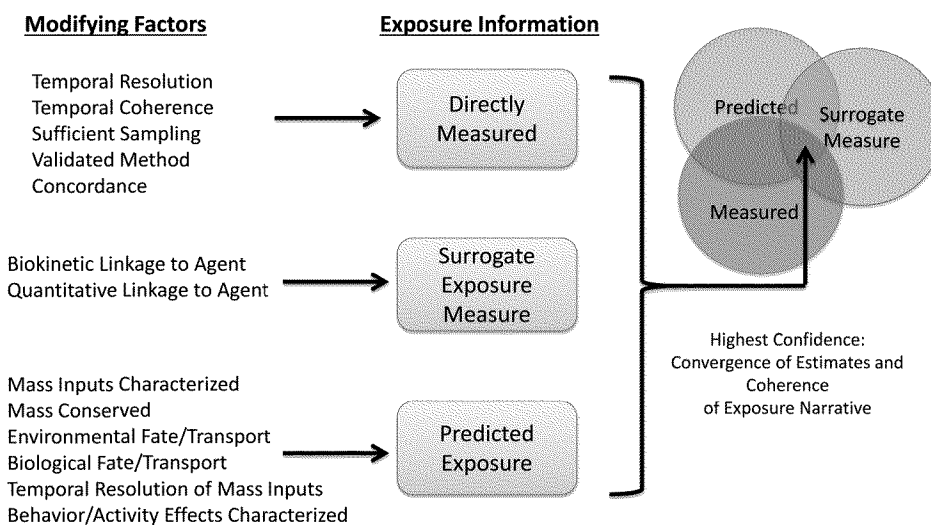 Modifying Factors
Exposure Information
Temporal Resolution
Temporal Coherence
Sufficient Sampling
Validated Method
Concordance
Directly
Measured
Biokinetic Linkage to Agent
Quantitative Linkage to Agent
Surrogate
Exposure
Measure
Mass Inputs Characterized
Mass Conserved
Environmental Fate/Transport
Biological Fate/Transport
Temporal Resolution of Mass Inputs
Behavior/Activity Effects Characterized
Predicted
Exposure
Predicted
Surrogate
Measure
Measured
Highest Confidence:
Convergence of Estimates and
Coherence
of Exposure Narrative